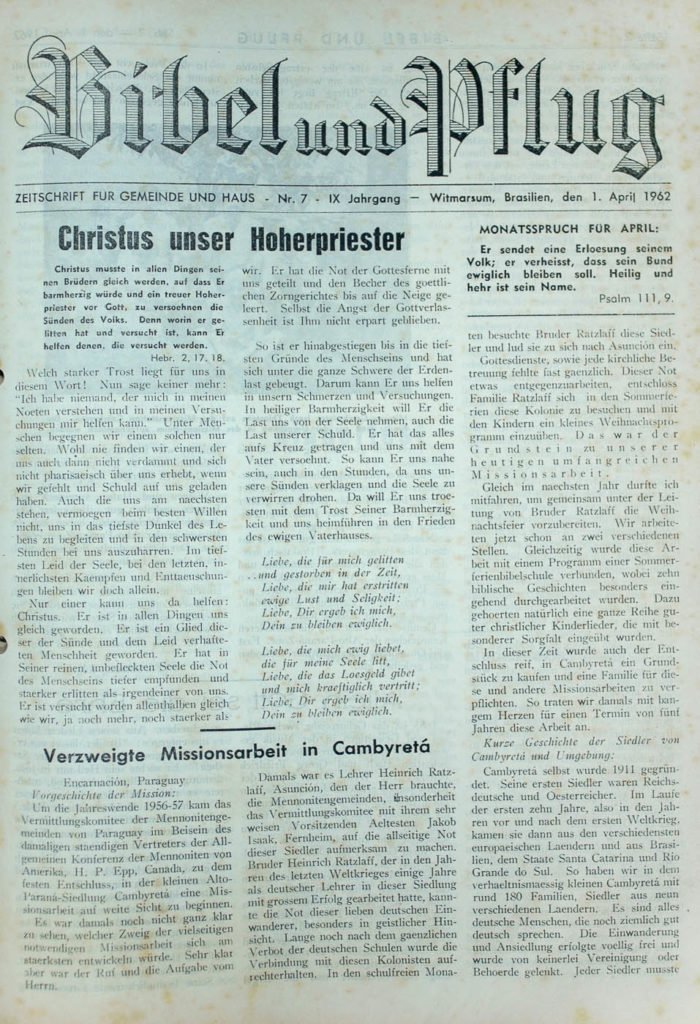 Bibel und Pflug
ZEITSCHRIFT FUR GEMEINDE UND HAUS - Nr. 7 - IX Jahrgang — Witmarsum, Brasilien, den 1. April 1962
Christus unser Hoherpriester
Christus musste in allen Dingen sei-
nen Brüdern gleich werden, auf dass Er
barmherzig würde und ein treuer Hoher-
priester vor Gott, zu versoehnen die
Sünden des Volks. Denn worin er ge-
litten hat und versucht ist, kann Er
helfen denen, die versucht werden.
Hebr. 2, 17, 18.
Welch starker Trost liegt für uns in
diesem Wort! Nun sage keiner mehr:
"Ich habe niemand, der mich in meinen
Noeten verstehen und in meinen Versu-
chungen mir helfen kann." Unter Men-
schen begegnen wir einem solchen nur
selten. Wohl nie finden wir einen, der
uns auch dann nicht verdammt und sich
nicht pharisaeisch über uns erhebt, wenn
wir gefehlt und Schuld auf uns geladen
haben. Auch die uns am naechsten
stehen, vermoegen beim besten Willen
nicht, uns in das tiefste Dunkel des Le-
bens zu begleiten und in den schwersten
Stunden bei uns auszuharren. Im tief-
sten Leid der Seele, bei den letzten, in-
nerlichsten Kaempfen und Enttaeuschun-
gen bleiben wir doch allein.
Nur einer kann uns da helfen:
Christus. Er ist in allen Dingen uns
gleich geworden. Er ist ein Glied die-
ser der Sünde und dem Leid verhafte-
ten Menschheit geworden. Er hat in
Seiner reinen, unbefleckten Seele die Not
des Menschseins tiefer empfunden und
staerker erlitten als irgendeiner von uns.
Er ist versucht worden allenthalben gleich
wie wir, ja noch mehr, noch staerker als
wir. Er hat die Not der Gottesferne mit
uns geteilt und den Becher des goettli-
chen Zorngerichtes bis auf die Neige ge-
leert. Selbst die Angst der Gottverlas-
senheit ist Ihm nicht erpart geblieben.
So ist er hinabgestiegen bis in die tief-
sten Gründe des Menschseins und hat
sich unter die ganze Schwere der Erden-
last gebeugt. Darum kann Er uns helfen
in unsern Schmerzen und Versuchungen.
In heiliger Barmherzigkeit will Er die
Last uns von der Seele nehmen, auch die
Last unserer Schuld. Er hat das alles
aufs Kreuz getragen und uns mit dem
Vater versoehnt. So kann Er uns nahe
sein, auch in den Stunden, da uns un-
sere Sünden verklagen und die Seele zu
verwirren drohen. Da will Er uns troe-
sten mit dem Trost Seiner Barmherzig-
keit und uns heimführen in den Frieden
des ewigen Vaterhauses.
Liebe, die für mich gelitten
und gestorben in der Zeit,
Liebe, die mir hat erstritten
ewige Lust und Seligkeit;
Liebe, Dir ergeb ich mich,
Dein zu bleiben ewiglich.
Liebe, die mich ewig liebet,
die für meine Seele litt,
Liebe, die das Loesgeld gibet
und mich kraeftiglich vertritt;
Liebe, Dir ergeb ich mich,
Dein zu bleiben ewiglich.
MONATSSPRUCH FÜR APRIL:
Er sendet eine Erloesung seinem
Volk; er verheisst, dass sein Bund
ewiglich bleiben soll. Heilig und
hehr ist sein Name.
Psalm 111, 9.
Verzweigte Missionsarbeit in Cambyretá
Encarnación, Paraguay
Vorgeschichte der Mission:
Um die Jahreswende 1956-57 kam das
Vermittlungskomitee der Mennonitenge-
meinden von Paraguay im Beisein des
damaligen staendigen Vertreters der All-
gemeinen Konferenz der Mennoniten von
Amerika, H. P. Epp, Canada, zu dem
festen Entschluss, in der kleinen Alto-
Paraná-Siedlung Cambyretá eine Mis-
sionsarbeit auf weite Sicht zu beginnen.
Es war damals noch nicht ganz klar
zu sehen, welcher Zweig der vielseitigen
notwendigen Missionsarbeit sich am
staerksten entwickeln würde. Sehr klar
aber war der Ruf und die Aufgabe vom
Herrn.
Damals war es Lehrer Heinrich Ratz-
laff, Asunción, den der Herr brauchte,
die Mennonitengemeinden, insonderheit
das Vermittlungskomitee mit ihrem sehr
weisen Vorsitzenden Aeltesten Jakob
Isaak, Fernheim, auf die allseitige Not
dieser Siedler aufmerksam zu machen.
Bruder Heinrich Ratzlaff, der in den Jah-
ren des letzten Weltkrieges einige Jahre
als deutscher Lehrer in dieser Siedlung
mit grossem Erfolg gearbeitet hatte, kann-
te die Not dieser lieben deutschen Ein-
wanderer, besonders in geistlicher Hin-
sicht. Lange noch nach dem gaenzlichen
Verbot der deutschen Schulen wurde die
Verbindung mit diesen Kolonisten auf-
rechterhalten. In den schulfreien Mona-
ten besuchte Bruder Ratzlaff diese Sied-
ler und lud sie zu sich nach Asunción ein.
Gottesdienste, sowie jede kirchliche Be-
treuung fehlte fast gaenzlich. Dieser Not
etwas entgegenzuarbeiten, entschloss
Familie Ratzlaff sich in den Sommerfe-
rien diese Kolonie zu besuchen und mit
den Kindern ein kleines Weihnachtspro-
gramm einzuüben. Das war der
Grundstein zu unserer
heutigen umfangreichen
Missionsarbeit.
Gleich im naechsten Jahr durfte ich
mitfahren, um gemeinsam unter der Lei-
tung von Bruder Ratzlaff die Weih-
nachtsfeier vorzubereiten. Wir arbeite-
ten jetzt schon an zwei verschiedenen
Stellen. Gleichzeitig wurde diese Ar-
beit mit einem Programm einer Sommer-
ferienbibelschule verbunden, wobei zehn
biblische Geschichten besonders ein-
gehend durchgearbeitet wurden. Dazu
gehoerten natürlich eine ganze Reihe gu-
ter christlicher Kinderlieder, die mit be-
sonderer Sorgfalt eingeübt wurden.
In dieser Zeit wurde auch der Ent-
schluss reif, in Cambyretá ein Grund-
stück zu kaufen und eine Familie für die-
se und andere Missionsarbeiten zu ver-
pflichten. So traten wir damals mit ban-
gem Herzen für einen Termin von fünf
Jahren diese Arbeit an.
Kurze Geschichte der Siedler von
Cambyretá und Umgebung:
Cambyretá selbst wurde 1911 gegrün-
det. Seine ersten Siedler waren Reichs-
deutsche und Oesterreicher. Im Laufe
der ersten zehn Jahre, also in den Jah-
ren vor und nach dem ersten Weltkrieg,
kamen sie dann aus den verschiedensten
europaeischen Laendern und aus Brasi-
lien, dem Staate Santa Catarina und Rio
Grande do Sul. So haben wir in dem
verhaeltnismaessig kleinen Cambyretá mit
rund 180 Familien, Siedler aus neun
verschiedenen Laendern. Es sind alles
deutsche Menschen, die noch ziemlich gut
deutsch sprechen. Die Einwanderung
und Ansiedlung erfolgte voellig frei und
wurde von keinerlei Vereinigung oder
Behoerde gelenkt. Jeder Siedler musste